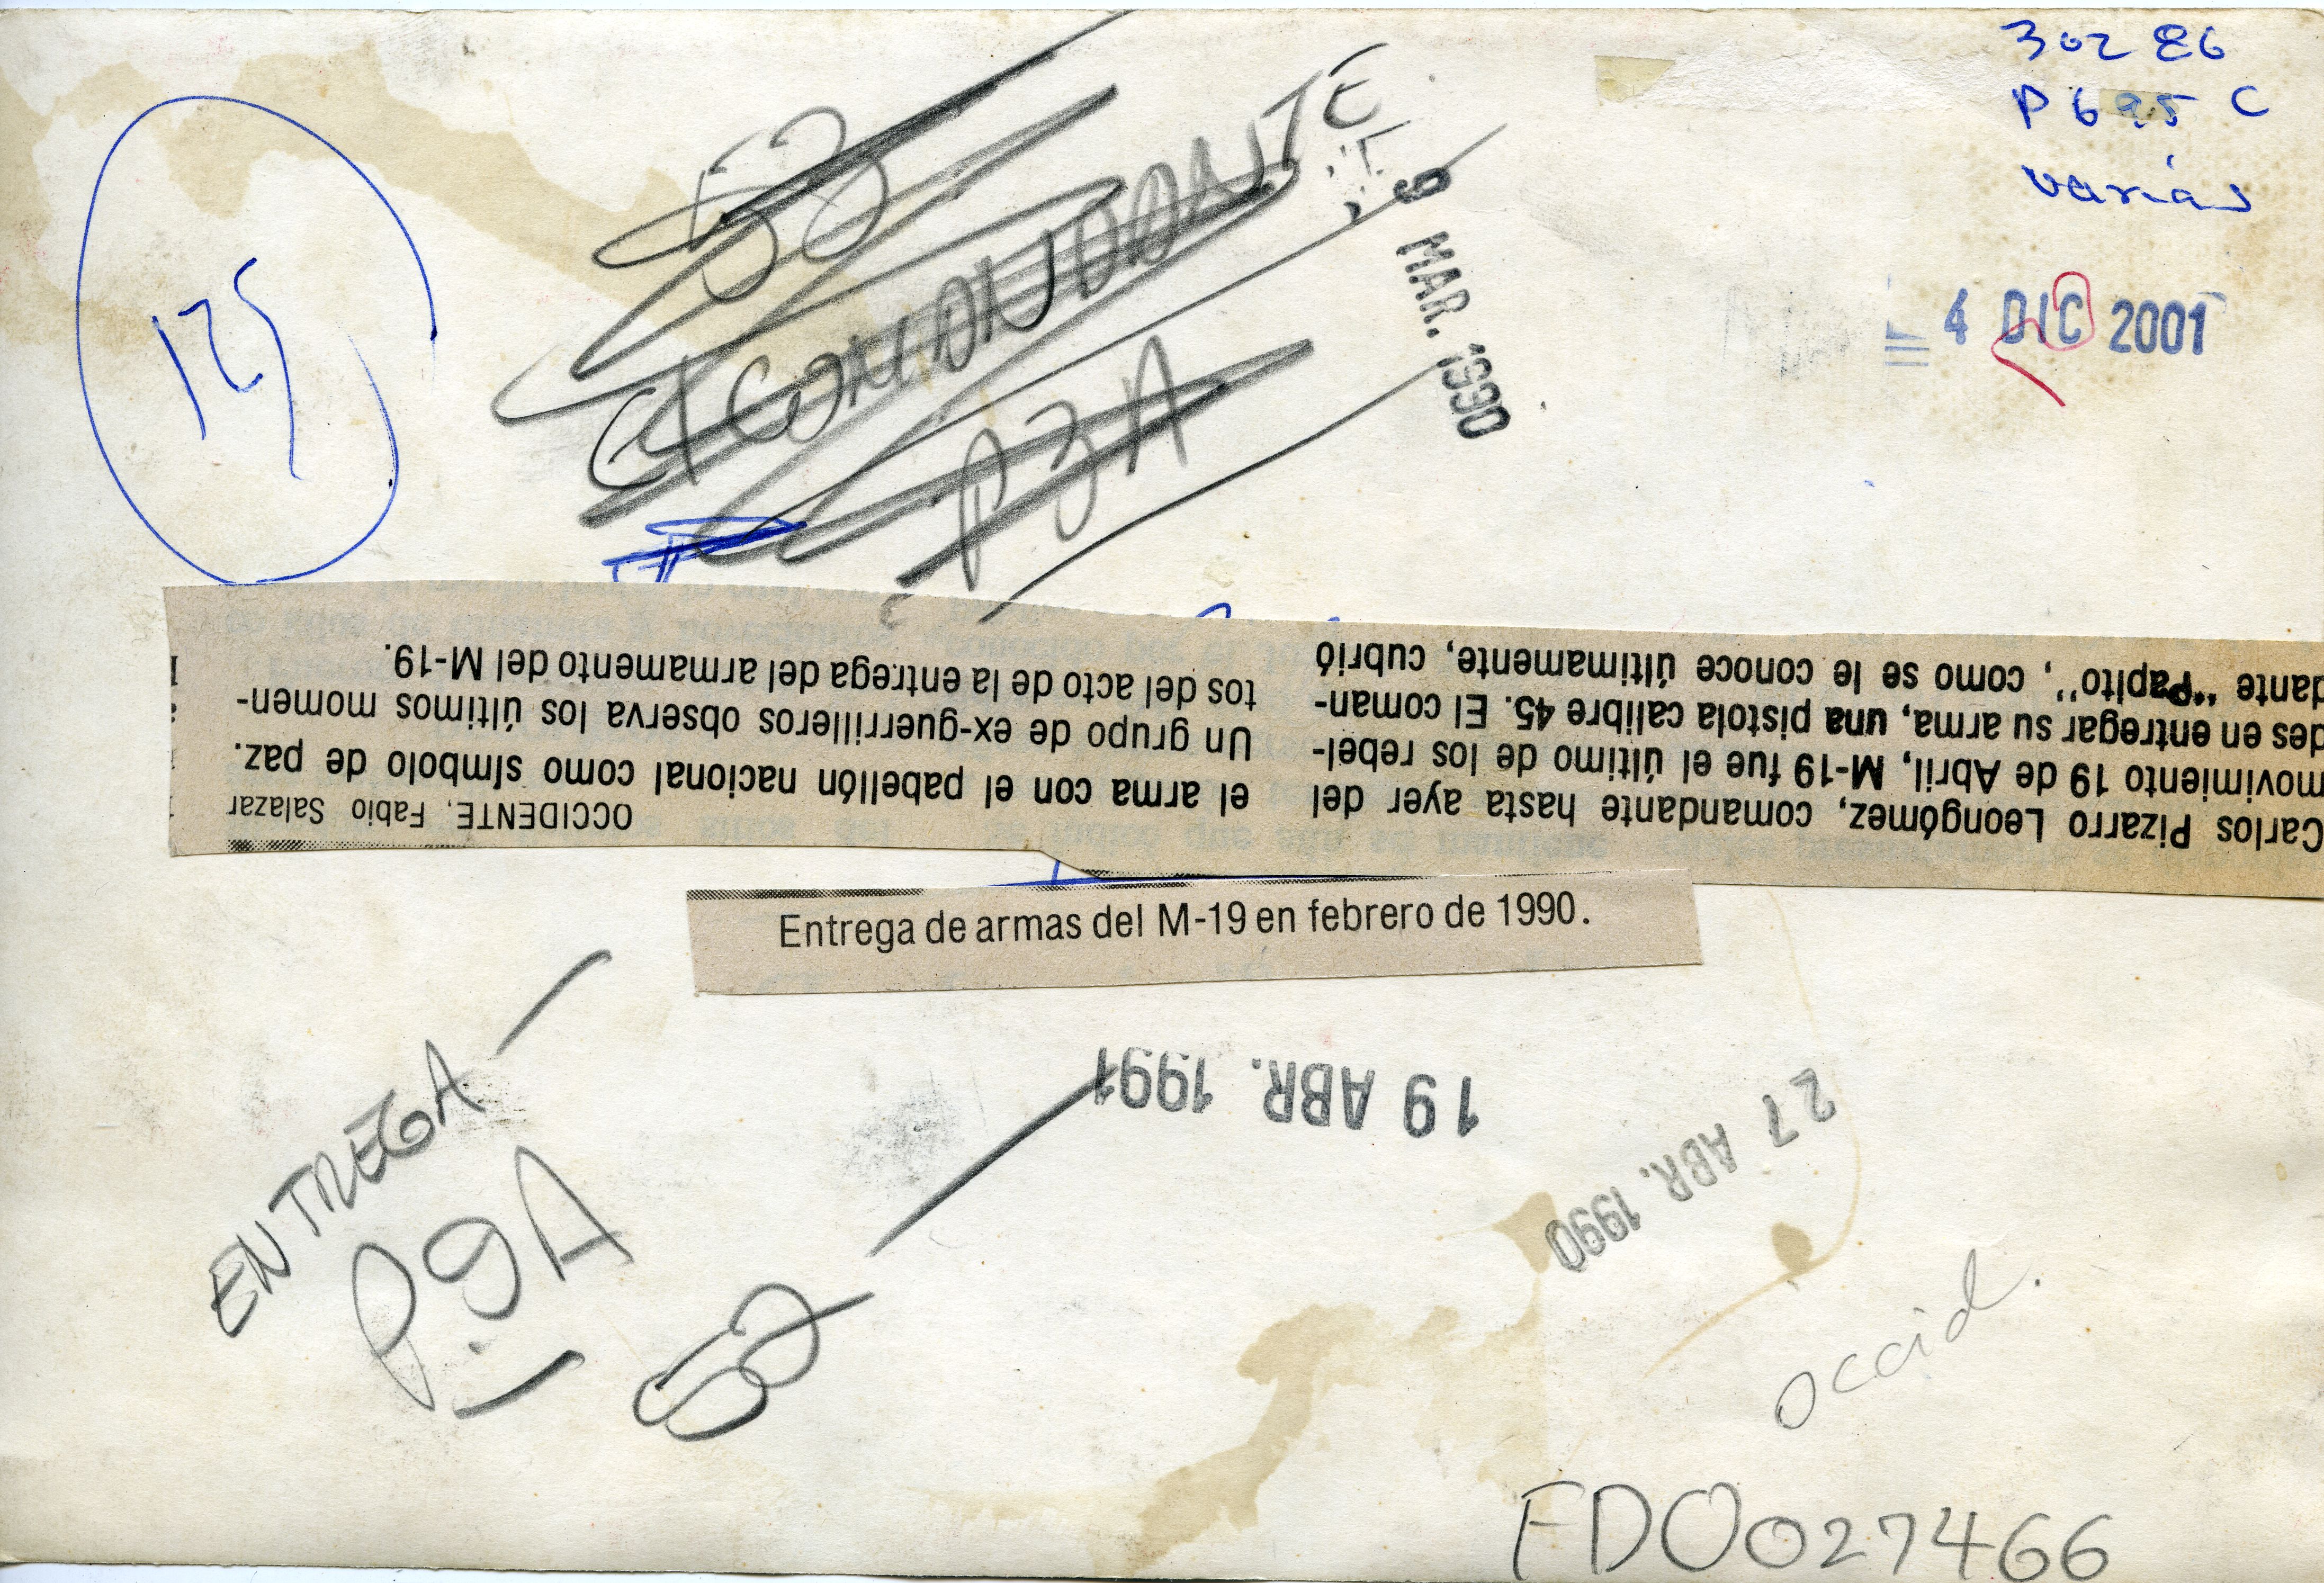 302 86
P695 C
varias
125
9 MAR. 1990
4 DIC 2001
P3A
Carlos Pizarro Leongómez, comandante hasta ayer del
movimiento 19 de Abril, M-19 fue el último de los rebel-
des en entregar su arma, una pistola calibre 45. El coman-
dante "Papito", como se le conoce últimamente, cubrió
OCCIDENTE, Fabio Salazar
el arma con el pabellón nacional como símbolo de paz.
Un grupo de ex-guerrilleros observa los últimos momen-
tos del acto de la entrega del armamento del M-19.
Entrega de armas del M-19 en febrero de 1990.
ENTREGA
P.9A
19 ABR. 1991
27 ABR. 1990
occid.
FD0027466